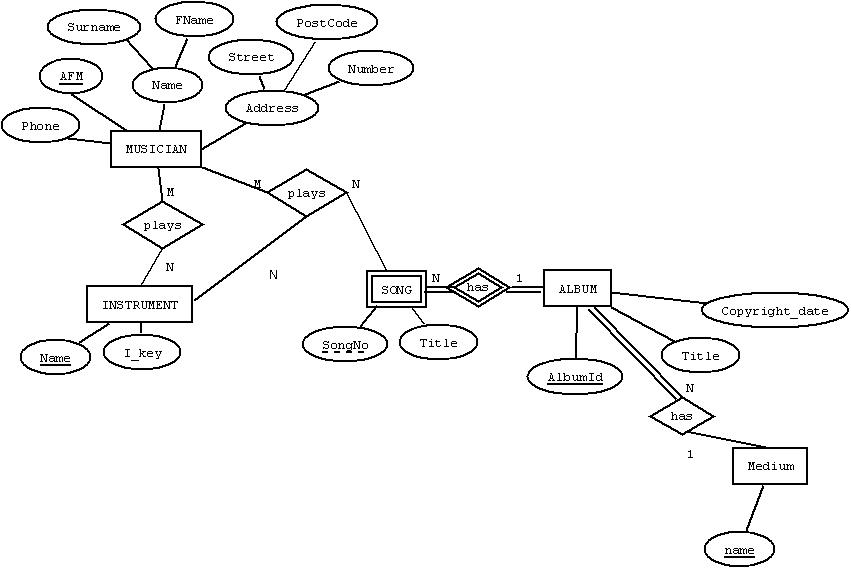 Surname
FName
PostCode
Street
Number
AFM
Name
Address
Phone
MUSICIAN
M
plays
N
M
plays
N
N
INSTRUMENT
Name
I_key
SONG
N
has
1
ALBUM
SongNo
Title
Copyright_date
Title
AlbumId
N
has
1
Medium
name